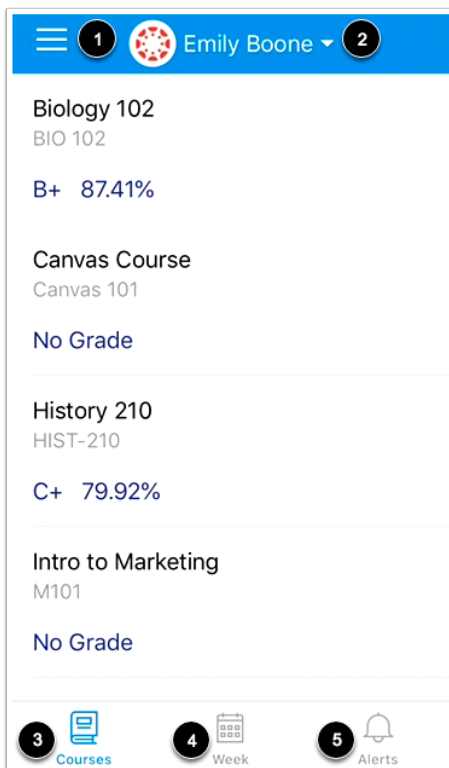 1 Emily Boone 2
Biology 102
BIO 102
B+ 87.41%
Canvas Course
Canvas 101
No Grade
History 210
HIST-210
C+ 79.92%
Intro to Marketing
M101
No Grade
3 Courses 4 Week 5 Alerts